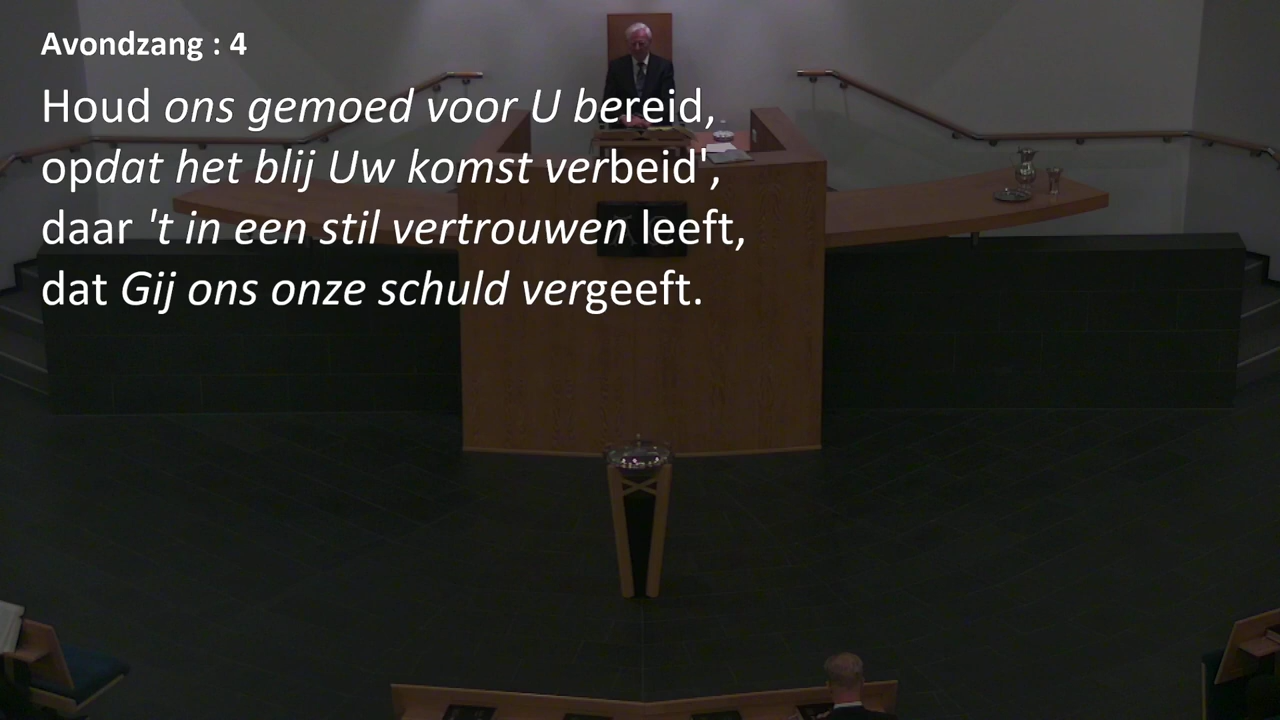 Avondzang : 4
Houd ons gemoed voor U bereid,
opdat het blij Uw komst verbeid',
daar 't in een stil vertrouwen leeft,
dat Gij ons onze schuld vergeeft.